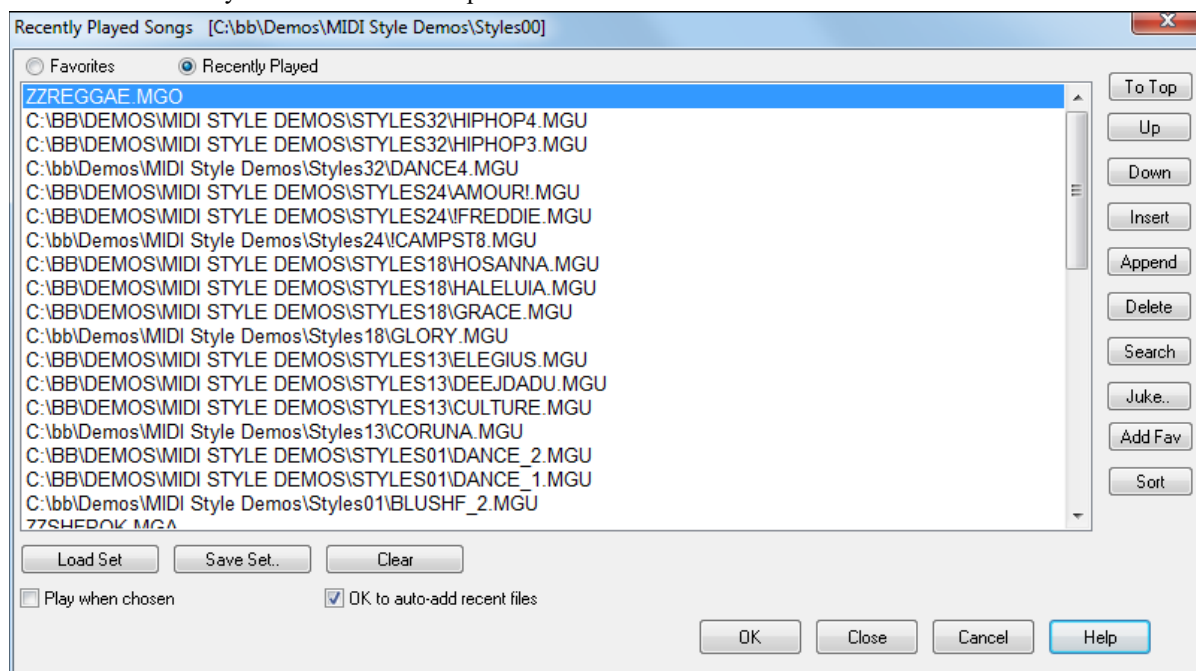 Recently Played Songs [C:\bb\Demos\MIDI Style Demos\Styles00]
Favorites Recently Played
ZZREGGAE.MGO
C:\BB\DEMOS\MIDI STYLE DEMOS\STYLES32\HIPHOP4.MGU
C:\BB\DEMOS\MIDI STYLE DEMOS\STYLES32\HIPHOP3.MGU
C:\bb\Demos\MIDI Style Demos\Styles32\DANCE4.MGU
C:\BB\DEMOS\MIDI STYLE DEMOS\STYLES24\AMOUR!.MGU
C:\BB\DEMOS\MIDI STYLE DEMOS\STYLES24\!FREDDIE.MGU
C:\bb\Demos\MIDI Style Demos\Styles24\!CAMPST8.MGU
C:\BB\DEMOS\MIDI STYLE DEMOS\STYLES18\HOSANNA.MGU
C:\BB\DEMOS\MIDI STYLE DEMOS\STYLES18\HALELUIA.MGU
C:\BB\DEMOS\MIDI STYLE DEMOS\STYLES18\GRACE.MGU
C:\bb\Demos\MIDI Style Demos\Styles18\GLORY.MGU
C:\BB\DEMOS\MIDI STYLE DEMOS\STYLES13\ELEGIUS.MGU
C:\BB\DEMOS\MIDI STYLE DEMOS\STYLES13\DEEJDADU.MGU
C:\BB\DEMOS\MIDI STYLE DEMOS\STYLES13\CULTURE.MGU
C:\bb\Demos\MIDI Style Demos\Styles13\CORUNA.MGU
C:\BB\DEMOS\MIDI STYLE DEMOS\STYLES01\DANCE_2.MGU
C:\BB\DEMOS\MIDI STYLE DEMOS\STYLES01\DANCE_1.MGU
C:\bb\Demos\MIDI Style Demos\Styles01\BLUSHF_2.MGU
To Top
Up
Down
Insert
Append
Delete
Search
Juke..
Add Fav
Sort
Load Set Save Set.. Clear
Play when chosen OK to auto-add recent files
OK Close Cancel Help